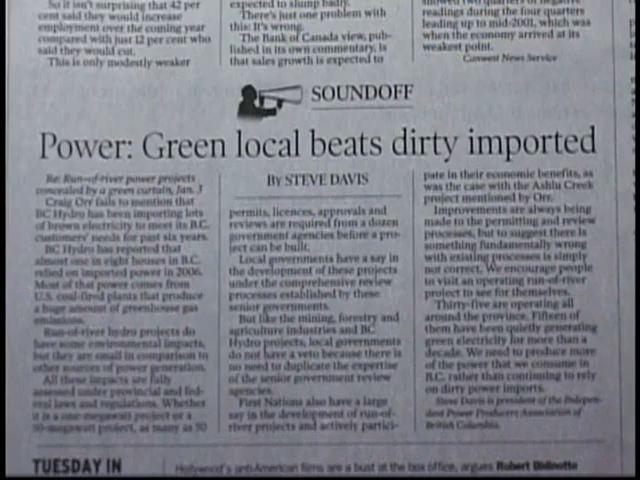 So it isn't surprising that 42 per
cent said they would increase
employment over the coming year
compared with just 12 per cent who
said they would cut.
This is only modestly weaker
expected to slump badly.
There's just one problem with
this: It's wrong.
The Bank of Canada view, pub-
lished in its own commentary, is
that sales growth is expected to
showed two quarters of negative
readings during the four quarters
leading up to mid-2001, which was
when the economy arrived at its
weakest point.
Canwest News Service
SOUNDOFF
Power: Green local beats dirty imported
Re: Run-of-river power projects
concealed by a green curtain, Jan. 3
Craig Orr fails to mention that
BC Hydro has been importing lots
of brown electricity to meet its B.C.
customers' needs for past six years.
BC Hydro has reported that
almost one in eight houses in B.C.
relied on imported power in 2006.
Most of that power comes from
U.S. coal-fired plants that produce
a huge amount of greenhouse gas
emissions.
Run-of-river hydro projects do
have some environmental impacts,
but they are small in comparison to
other sources of power generation.
All these impacts are fully
assessed under provincial and fed-
eral laws and regulations. Whether
it is a one-megawatt project or a
50-megawatt project, as many as 50
By STEVE DAVIS
permits, licences, approvals and
reviews are required from a dozen
government agencies before a pro-
ject can be built.
Local governments have a say in
the development of these projects
under the comprehensive review
processes established by these
senior governments.
But like the mining, forestry and
agriculture industries and BC
Hydro projects, local governments
do not have a veto because there is
no need to duplicate the expertise
of the senior government review
agencies.
First Nations also have a large
say in the development of run-of-
river projects and actively partici-
pate in their economic benefits, as
was the case with the Ashlu Creek
project mentioned by Orr.
Improvements are always being
made to the permitting and review
processes, but to suggest there is
something fundamentally wrong
with existing processes is simply
not correct. We encourage people
to visit an operating run-of-river
project to see for themselves.
Thirty-five are operating all
around the province. Fifteen of
them have been quietly generating
green electricity for more than a
decade. We need to produce more
of the power that we consume in
B.C. rather than continuing to rely
on dirty power imports.
Steve Davis is president of the Indepen-
dent Power Producers Association of
British Columbia.
TUESDAY IN
Hollywood's anti-American films are a bust at the box office, argues Robert Bidinotto